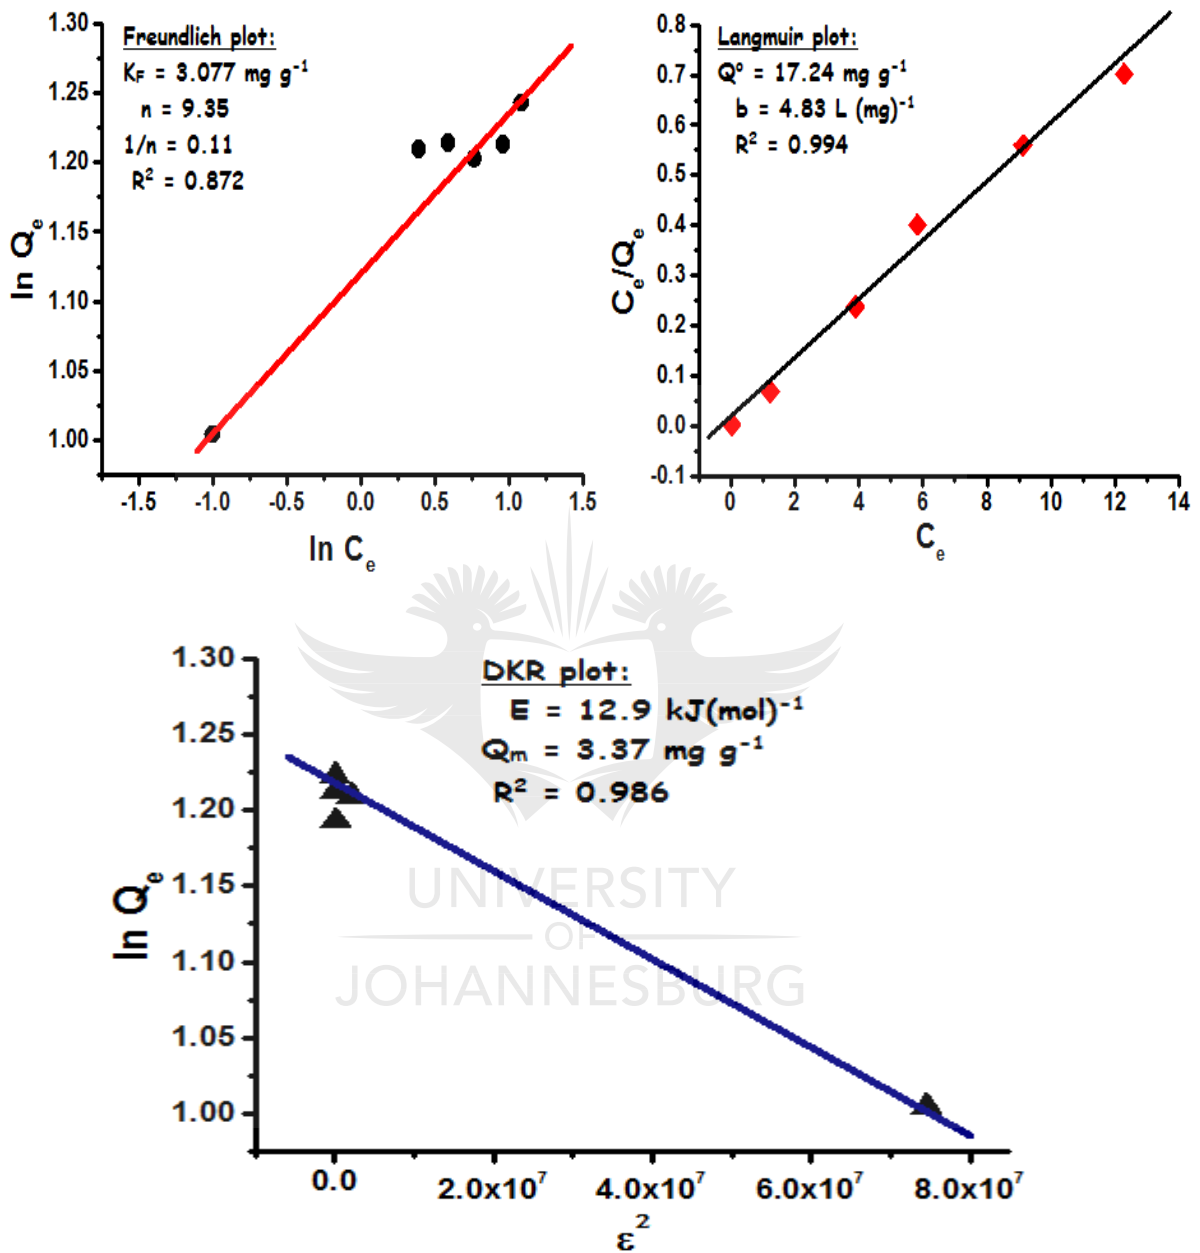 1.30
1.25
1.20
1.15
1.10
1.05
1.00
ln Qe
Freundlich plot:
KF = 3.077 mg g-1
n = 9.35
1/n = 0.11
R2 = 0.872
-1.5 -1.0 -0.5 0.0 0.5 1.0 1.5
ln Ce
0.8
0.7
0.6
0.5
0.4
0.3
0.2
0.1
0.0
-0.1
Ce/Qe
Langmuir plot:
Qo = 17.24 mg g-1
b = 4.83 L (mg)-1
R2 = 0.994
0 2 4 6 8 10 12 14
Ce
1.30
1.25
1.20
1.15
1.10
1.05
1.00
ln Qe
DKR plot:
E = 12.9 kJ(mol)-1
Qm = 3.37 mg g-1
R2 = 0.986
UNIVERSITY
OF
JOHANNESBURG
0.0 2.0x107 4.0x107 6.0x107 8.0x107
ε2